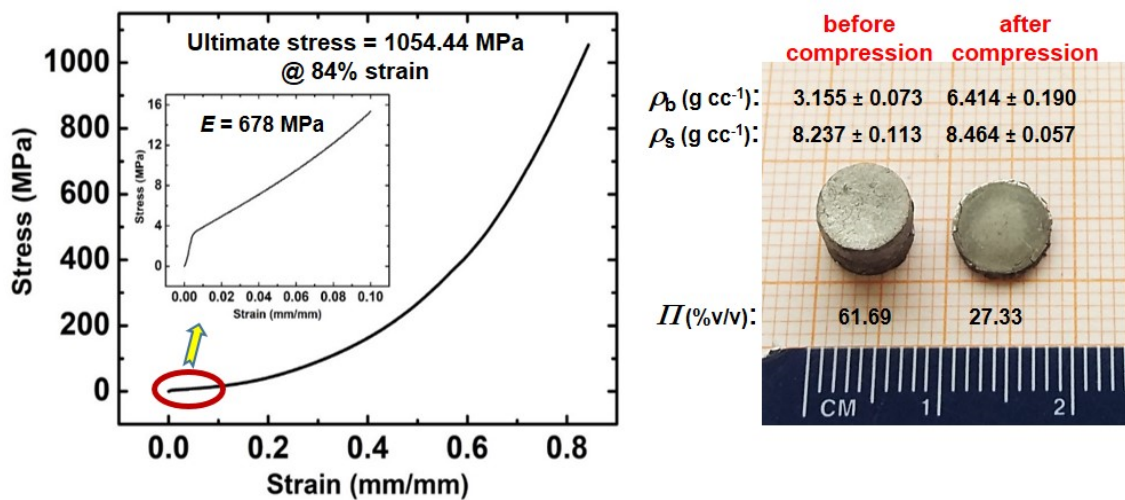 Ultimate stress = 1054.44 MPa
@ 84% strain
Stress (MPa)
1000
800
600
400
200
0
0.0 0.2 0.4 0.6 0.8
Strain (mm/mm)
E = 678 MPa
Stress (MPa)
16
12
8
4
0
0.00 0.02 0.04 0.06 0.08 0.10
Strain (mm/mm)
before after
compression compression
ρb (g cc-1): 3.155 ± 0.073 6.414 ± 0.190
ρs (g cc-1): 8.237 ± 0.113 8.464 ± 0.057
Π (%v/v): 61.69 27.33
CM 1 2